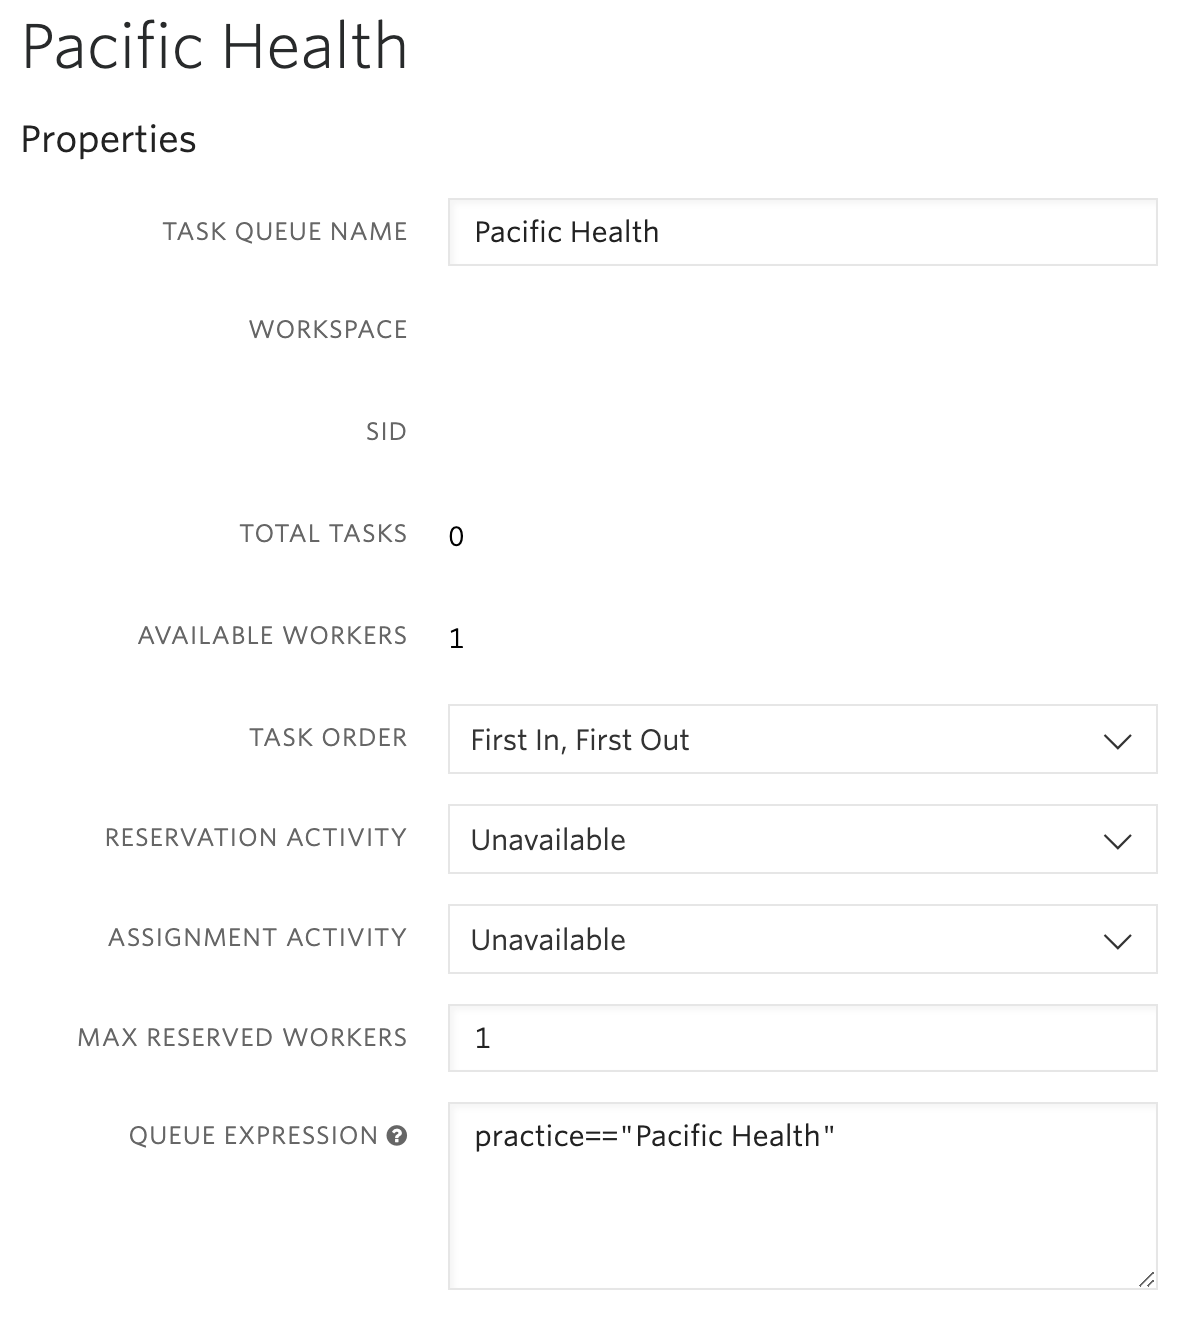 Pacific Health
Properties
TASK QUEUE NAME Pacific Health
WORKSPACE
SID
TOTAL TASKS 0
AVAILABLE WORKERS 1
TASK ORDER First In, First Out
RESERVATION ACTIVITY Unavailable
ASSIGNMENT ACTIVITY Unavailable
MAX RESERVED WORKERS 1
QUEUE EXPRESSION ? practice=="Pacific Health"